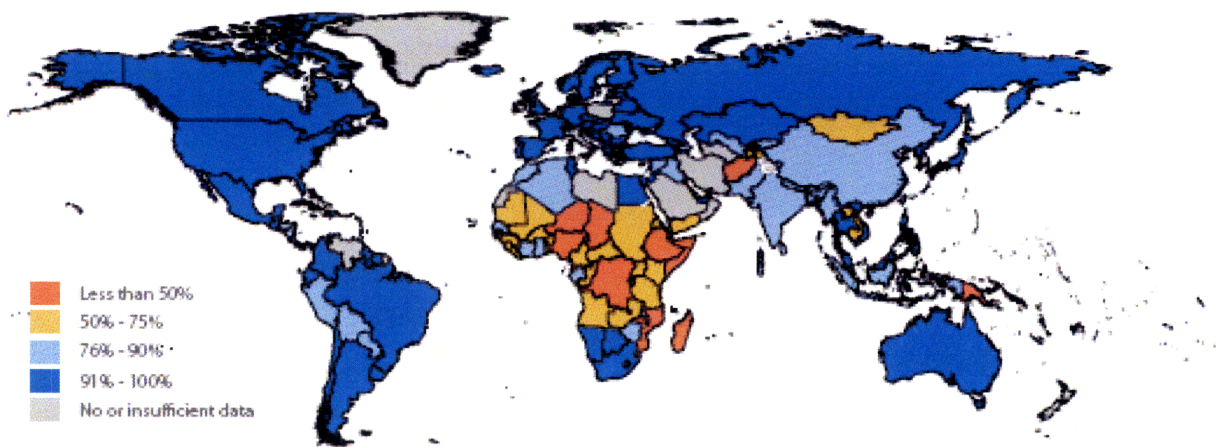 Less than 50%
50% - 75%
76% - 90%
91% - 100%
No or insufficient data